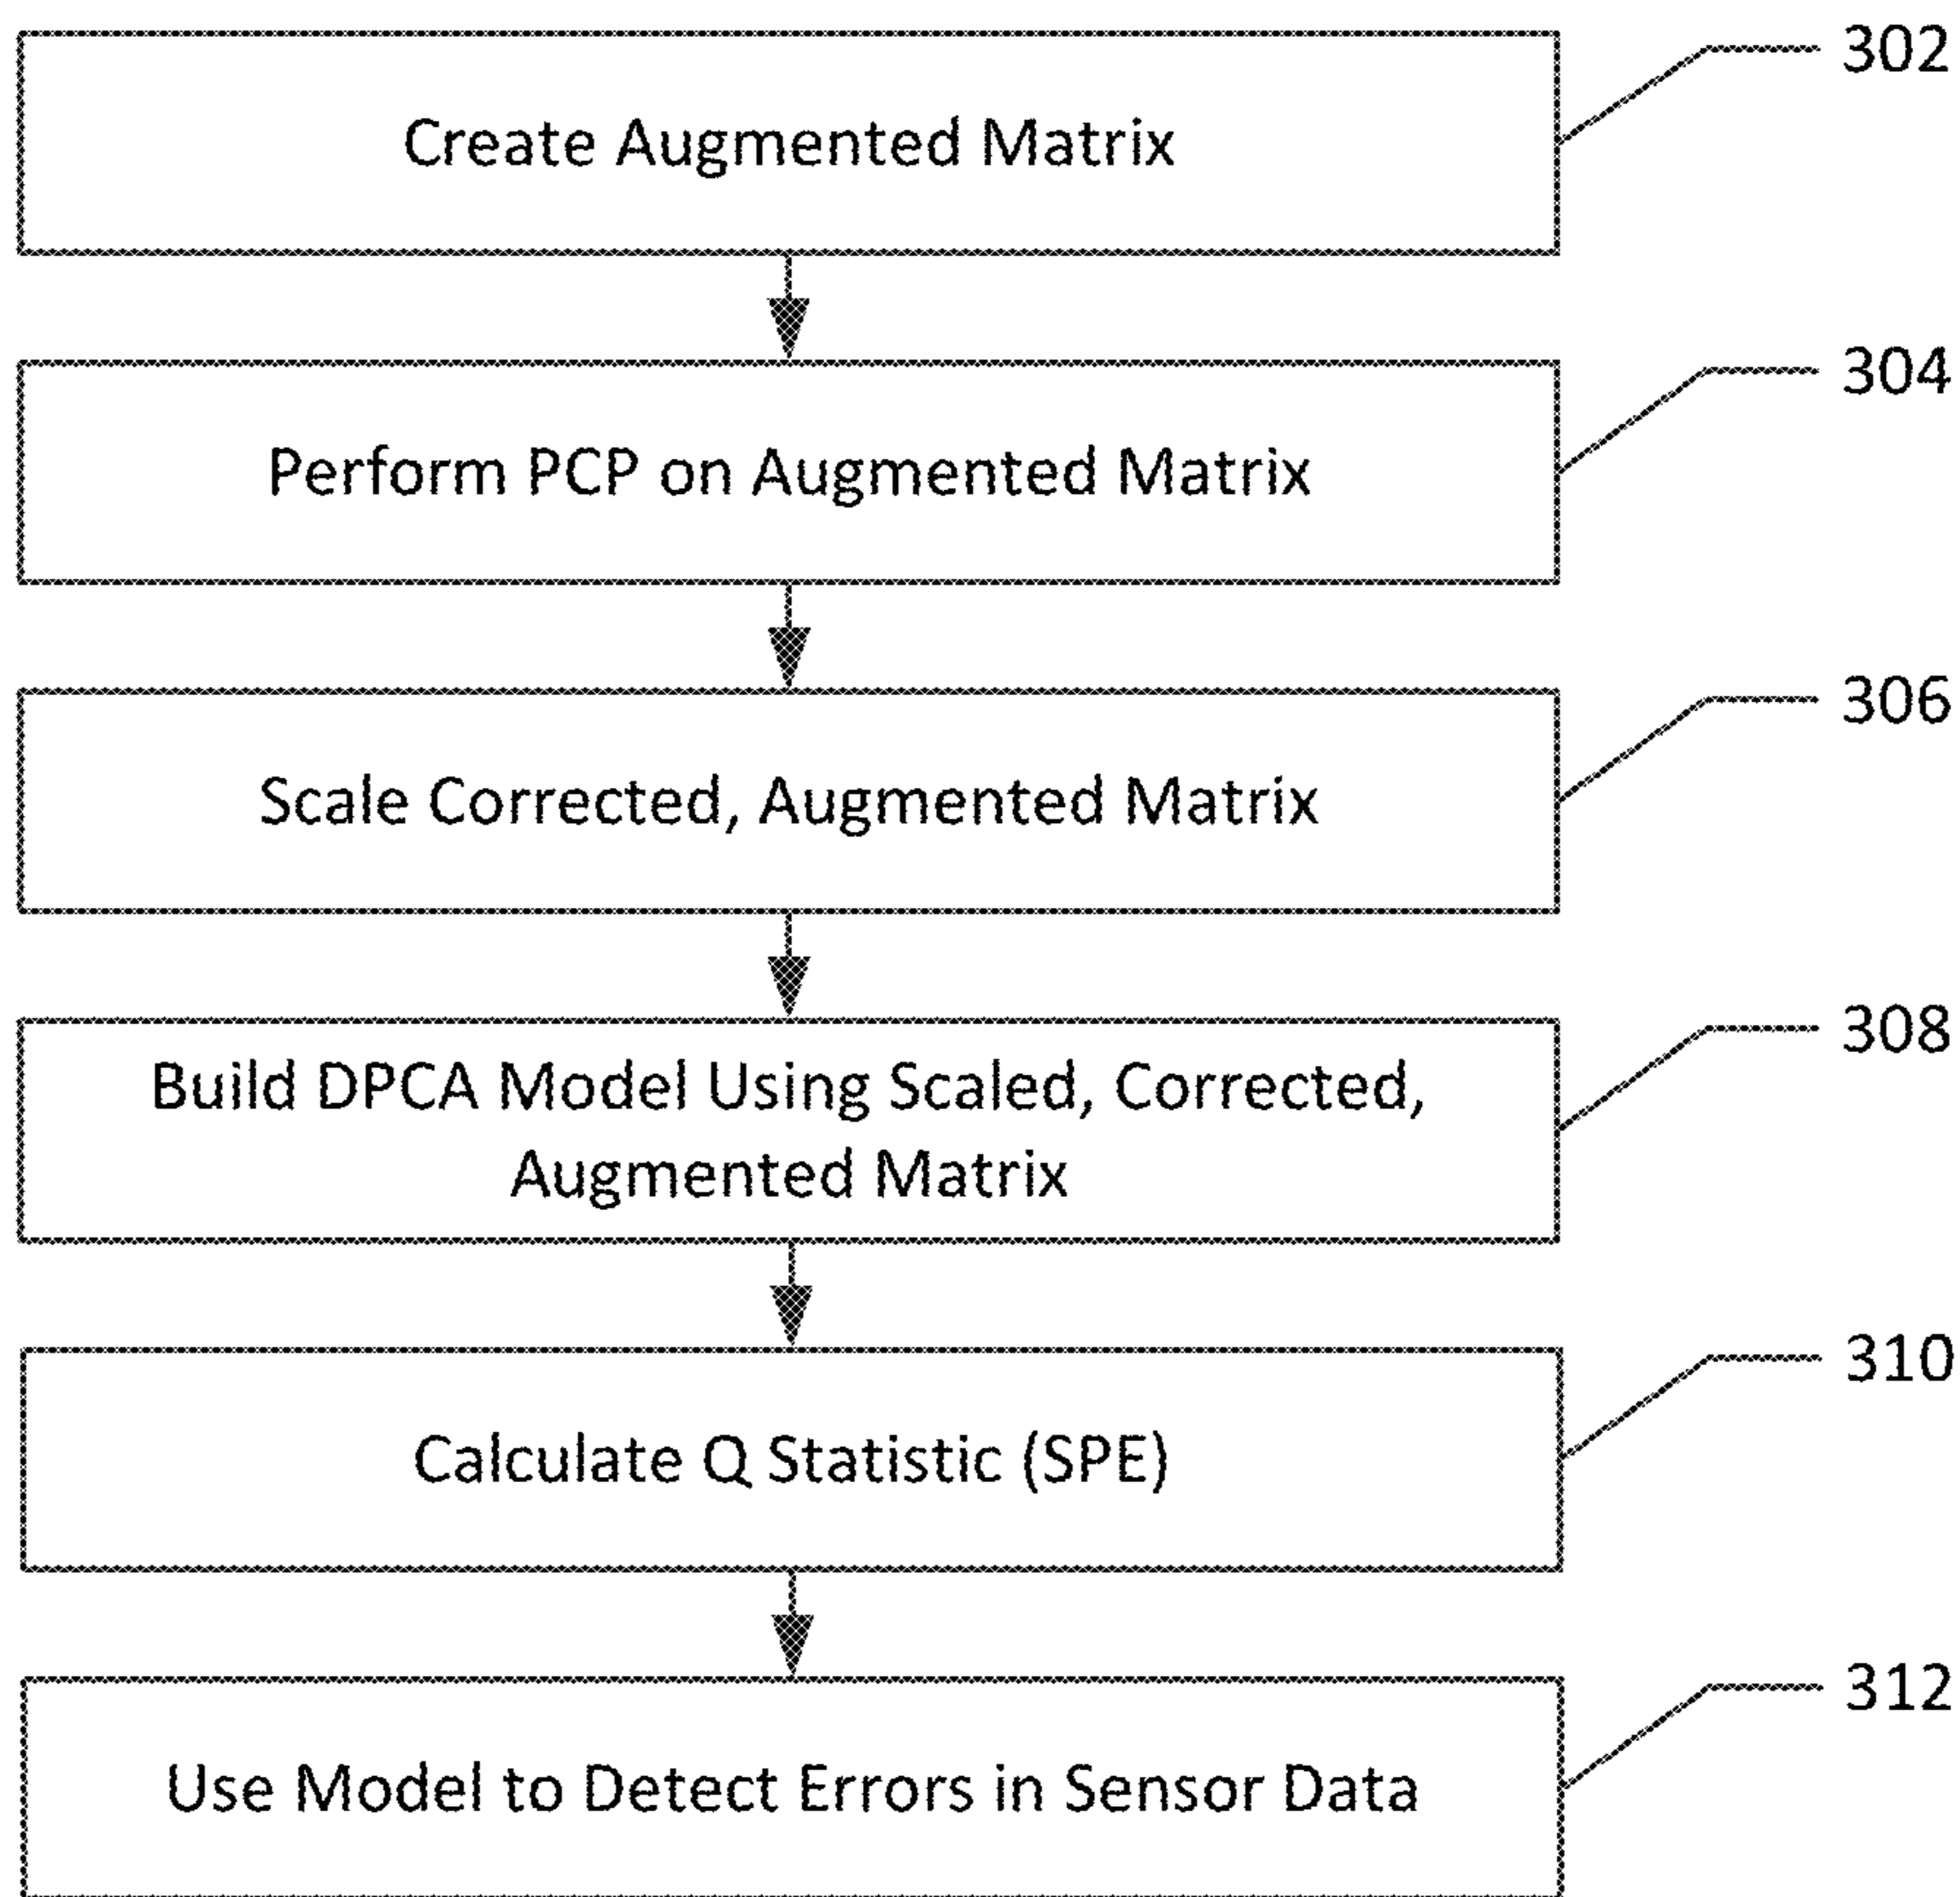 302
Create Augmented Matrix
304
Perform PCP on Augmented Matrix
306
Scale Corrected, Augmented Matrix
308
Build DPCA Model Using Scaled, Corrected,
Augmented Matrix
310
Calculate Q Statistic (SPE)
312
Use Model to Detect Errors in Sensor Data